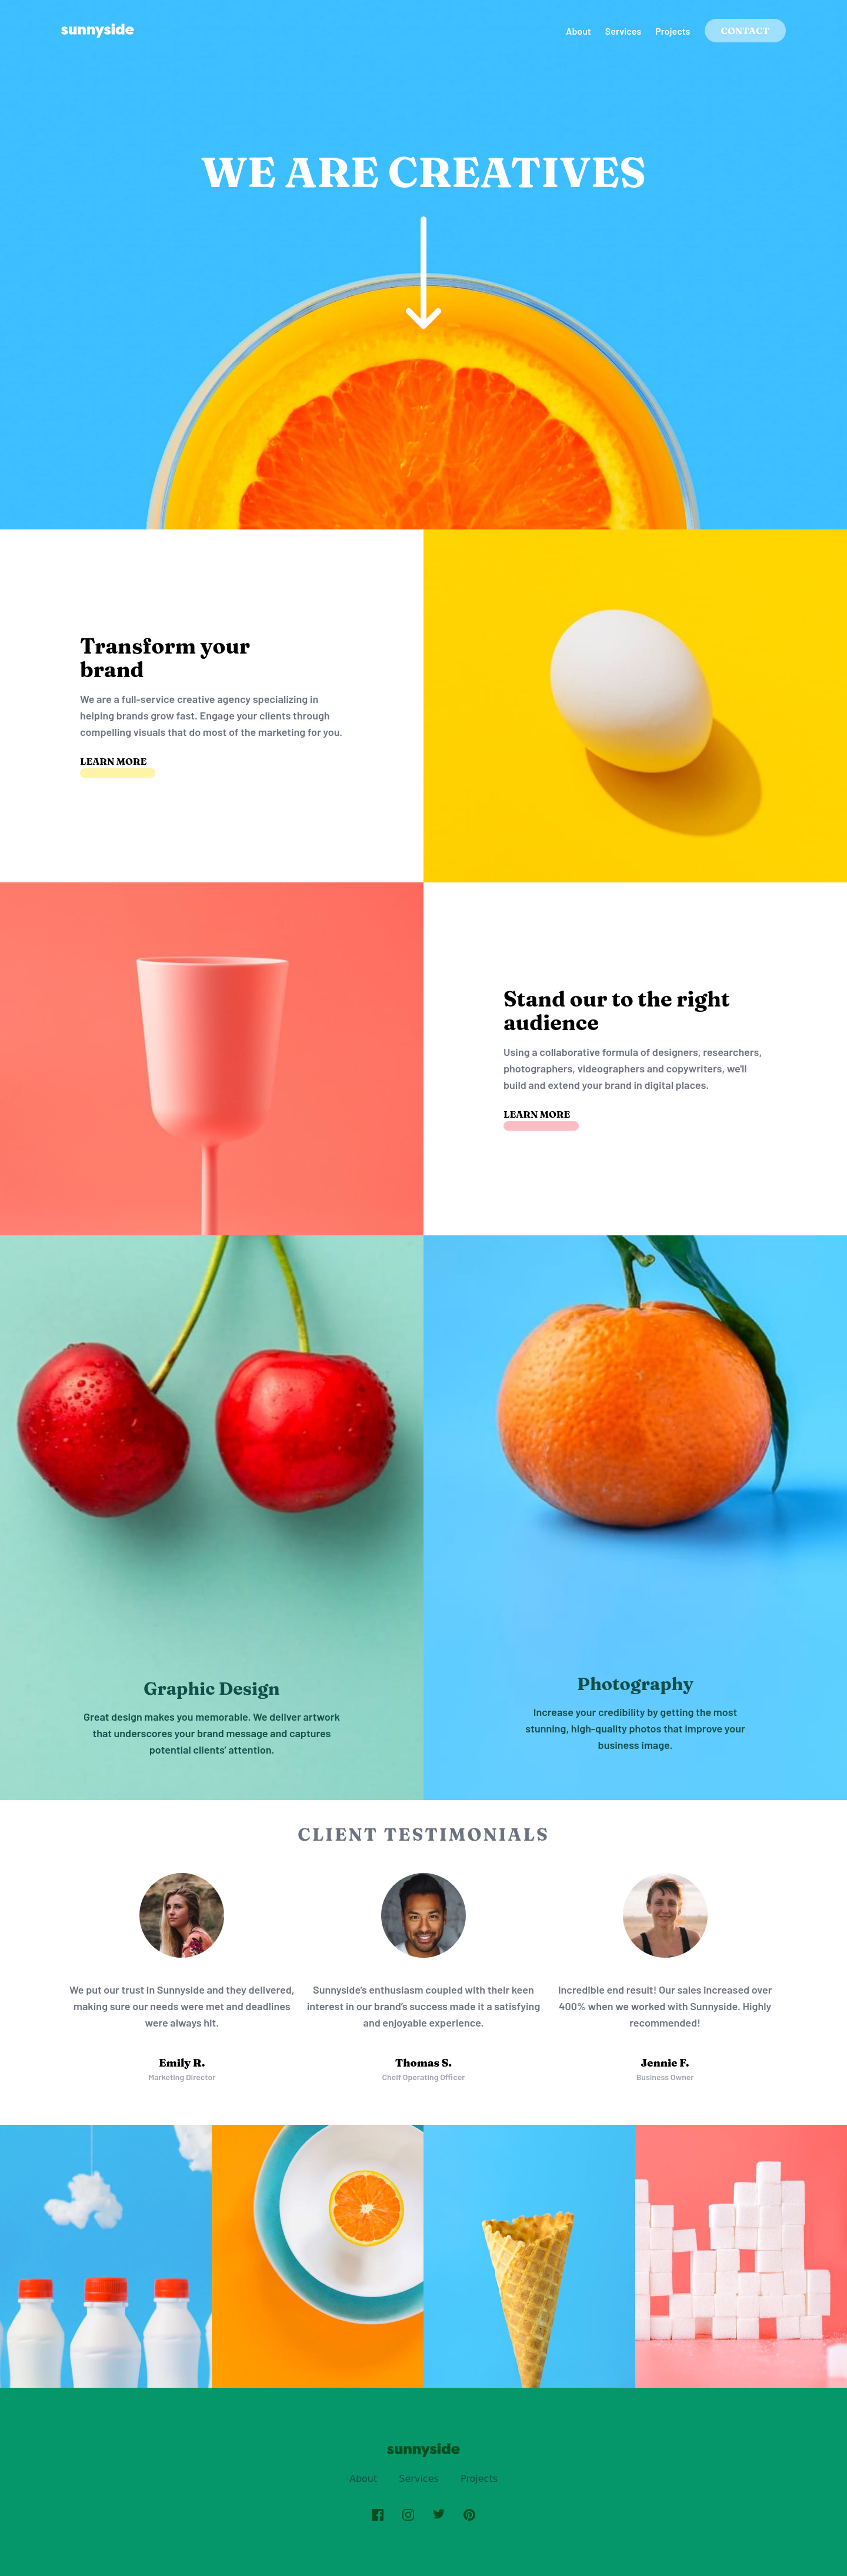 sunnyside
About Services Projects CONTACT
WE ARE CREATIVES
Transform your
brand
We are a full-service creative agency specializing in
helping brands grow fast. Engage your clients through
compelling visuals that do most of the marketing for you.
LEARN MORE
Stand our to the right
audience
Using a collaborative formula of designers, researchers,
photographers, videographers and copywriters, we'll
build and extend your brand in digital places.
LEARN MORE
Graphic Design
Great design makes you memorable. We deliver artwork
that underscores your brand message and captures
potential clients' attention.
Photography
Increase your credibility by getting the most
stunning, high-quality photos that improve your
business image.
CLIENT TESTIMONIALS
We put our trust in Sunnyside and they delivered,
making sure our needs were met and deadlines
were always hit.
Emily R.
Marketing Director
Sunnyside's enthusiasm coupled with their keen
interest in our brand's success made it a satisfying
and enjoyable experience.
Thomas S.
Cheif Operating Officer
Incredible end result! Our sales increased over
400% when we worked with Sunnyside. Highly
recommended!
Jennie F.
Business Owner
sunnyside
About Services Projects